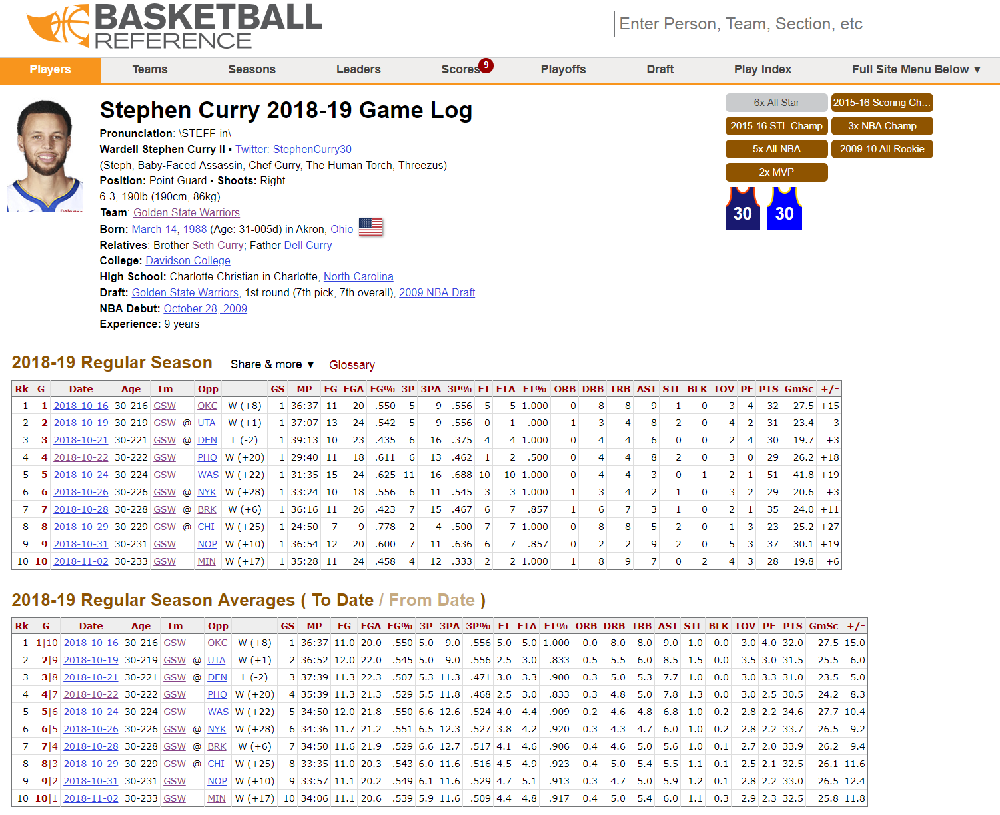 BASKETBALL
REFERENCE
Enter Person, Team, Section, etc
Players Teams Seasons Leaders Scores 9 Playoffs Draft Play Index Full Site Menu Below ▼
Stephen Curry 2018-19 Game Log
Pronunciation: \STEFF-in\
Wardell Stephen Curry II ▪ Twitter: StephenCurry30
(Steph, Baby-Faced Assassin, Chef Curry, The Human Torch, Threezus)
Position: Point Guard ▪ Shoots: Right
6-3, 190lb (190cm, 86kg)
Team: Golden State Warriors
Born: March 14, 1988 (Age: 31-005d) in Akron, Ohio
Relatives: Brother Seth Curry; Father Dell Curry
College: Davidson College
High School: Charlotte Christian in Charlotte, North Carolina
Draft: Golden State Warriors, 1st round (7th pick, 7th overall), 2009 NBA Draft
NBA Debut: October 28, 2009
Experience: 9 years
6x All Star 2015-16 Scoring Ch...
2015-16 STL Champ 3x NBA Champ
5x All-NBA 2009-10 All-Rookie
2x MVP
30 30
2018-19 Regular Season Share & more ▼ Glossary
Rk G Date Age Tm Opp GS MP FG FGA FG% 3P 3PA 3P% FT FTA FT% ORB DRB TRB AST STL BLK TOV PF PTS GmSc +/-
1 1 2018-10-16 30-216 GSW OKC W (+8) 1 36:37 11 20 .550 5 9 .556 5 5 1.000 0 8 8 9 1 0 3 4 32 27.5 +15
2 2 2018-10-19 30-219 GSW @ UTA W (+1) 1 37:07 13 24 .542 5 9 .556 0 1 .000 1 3 4 8 2 0 4 2 31 23.4 -3
3 3 2018-10-21 30-221 GSW @ DEN L (-2) 1 39:13 10 23 .435 6 16 .375 4 4 1.000 0 4 4 6 0 0 2 4 30 19.7 +3
4 4 2018-10-22 30-222 GSW PHO W (+20) 1 29:40 11 18 .611 6 13 .462 1 2 .500 0 4 4 8 2 0 3 0 29 26.2 +18
5 5 2018-10-24 30-224 GSW WAS W (+22) 1 31:35 15 24 .625 11 16 .688 10 10 1.000 0 4 4 3 0 1 2 1 51 41.8 +19
6 6 2018-10-26 30-226 GSW @ NYK W (+28) 1 33:24 10 18 .556 6 11 .545 3 3 1.000 1 3 4 2 1 0 3 2 29 20.6 +3
7 7 2018-10-28 30-228 GSW @ BRK W (+6) 1 36:16 11 26 .423 7 15 .467 6 7 .857 1 6 7 3 1 0 2 1 35 24.0 +11
8 8 2018-10-29 30-229 GSW @ CHI W (+25) 1 24:50 7 9 .778 2 4 .500 7 7 1.000 0 8 8 5 2 0 1 3 23 25.2 +27
9 9 2018-10-31 30-231 GSW NOP W (+10) 1 36:54 12 20 .600 7 11 .636 6 7 .857 0 2 2 9 2 0 5 3 37 30.1 +19
10 10 2018-11-02 30-233 GSW MIN W (+17) 1 35:28 11 24 .458 4 12 .333 2 2 1.000 1 8 9 7 0 2 4 3 28 19.8 +6
2018-19 Regular Season Averages ( To Date / From Date )
Rk G Date Age Tm Opp GS MP FG FGA FG% 3P 3PA 3P% FT FTA FT% ORB DRB TRB AST STL BLK TOV PF PTS GmSc +/-
1 1|10 2018-10-16 30-216 GSW OKC W (+8) 1 36:37 11.0 20.0 .550 5.0 9.0 .556 5.0 5.0 1.000 0.0 8.0 8.0 9.0 1.0 0.0 3.0 4.0 32.0 27.5 15.0
2 2|9 2018-10-19 30-219 GSW @ UTA W (+1) 2 36:52 12.0 22.0 .545 5.0 9.0 .556 2.5 3.0 .833 0.5 5.5 6.0 8.5 1.5 0.0 3.5 3.0 31.5 25.5 6.0
3 3|8 2018-10-21 30-221 GSW @ DEN L (-2) 3 37:39 11.3 22.3 .507 5.3 11.3 .471 3.0 3.3 .900 0.3 5.0 5.3 7.7 1.0 0.0 3.0 3.3 31.0 23.5 5.0
4 4|7 2018-10-22 30-222 GSW PHO W (+20) 4 35:39 11.3 21.3 .529 5.5 11.8 .468 2.5 3.0 .833 0.3 4.8 5.0 7.8 1.3 0.0 3.0 2.5 30.5 24.2 8.3
5 5|6 2018-10-24 30-224 GSW WAS W (+22) 5 34:50 12.0 21.8 .550 6.6 12.6 .524 4.0 4.4 .909 0.2 4.6 4.8 6.8 1.0 0.2 2.8 2.2 34.6 27.7 10.4
6 6|5 2018-10-26 30-226 GSW @ NYK W (+28) 6 34:36 11.7 21.2 .551 6.5 12.3 .527 3.8 4.2 .920 0.3 4.3 4.7 6.0 1.0 0.2 2.8 2.2 33.7 26.5 9.2
7 7|4 2018-10-28 30-228 GSW @ BRK W (+6) 7 34:50 11.6 21.9 .529 6.6 12.7 .517 4.1 4.6 .906 0.4 4.6 5.0 5.6 1.0 0.1 2.7 2.0 33.9 26.2 9.4
8 8|3 2018-10-29 30-229 GSW @ CHI W (+25) 8 33:35 11.0 20.3 .543 6.0 11.6 .516 4.5 4.9 .923 0.4 5.0 5.4 5.5 1.1 0.1 2.5 2.1 32.5 26.1 11.6
9 9|2 2018-10-31 30-231 GSW NOP W (+10) 9 33:57 11.1 20.2 .549 6.1 11.6 .529 4.7 5.1 .913 0.3 4.7 5.0 5.9 1.2 0.1 2.8 2.2 33.0 26.5 12.4
10 10|1 2018-11-02 30-233 GSW MIN W (+17) 10 34:06 11.1 20.6 .539 5.9 11.6 .509 4.4 4.8 .917 0.4 5.0 5.4 6.0 1.1 0.3 2.9 2.3 32.5 25.8 11.8